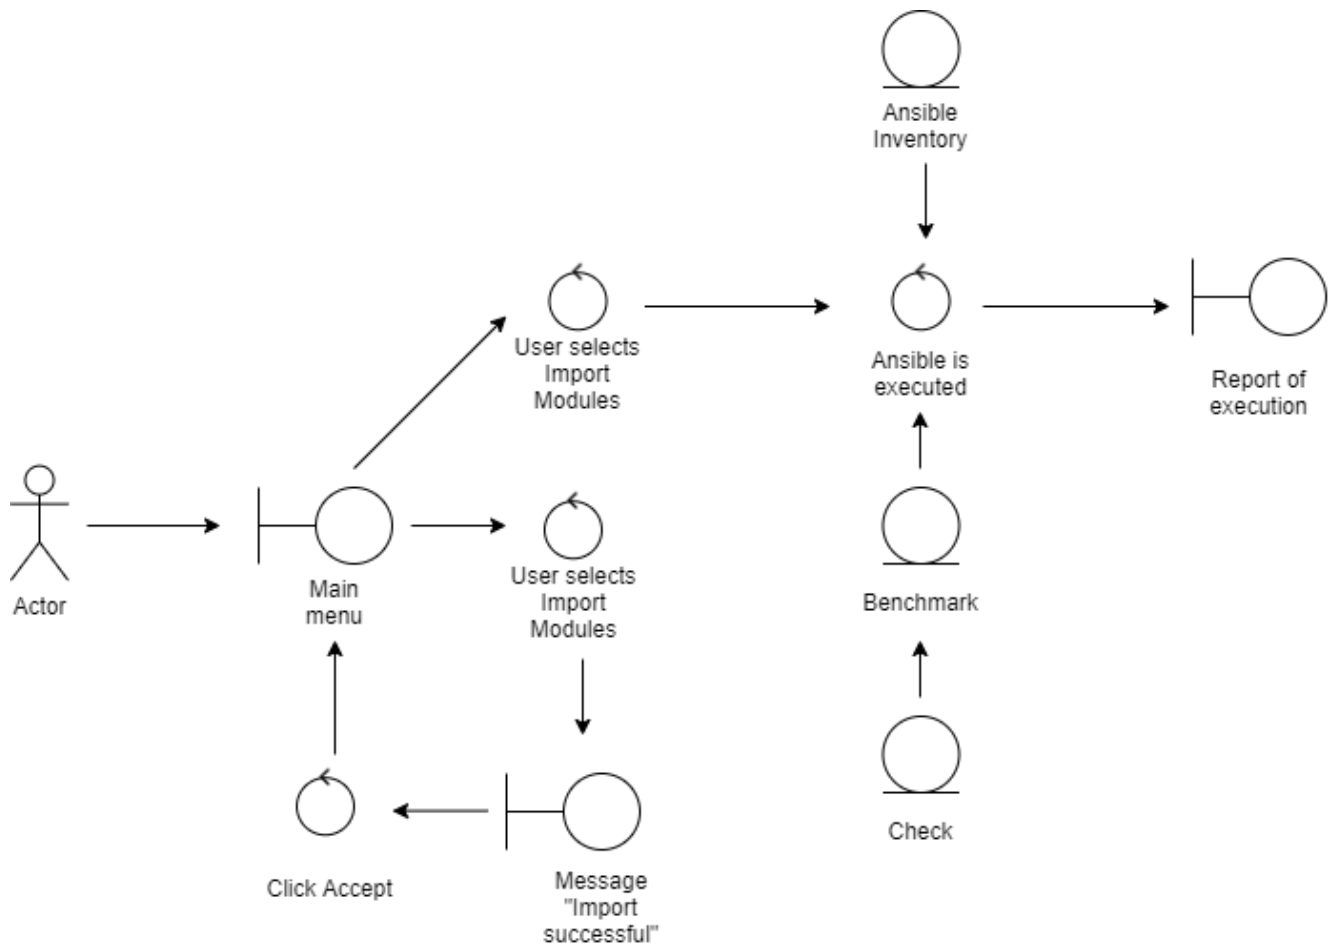 Ansible
Inventory
User selects
Import
Modules
Ansible is
executed
Report of
execution
Actor
Main
menu
User selects
Import
Modules
Benchmark
Click Accept
Message
"Import
successful"
Check